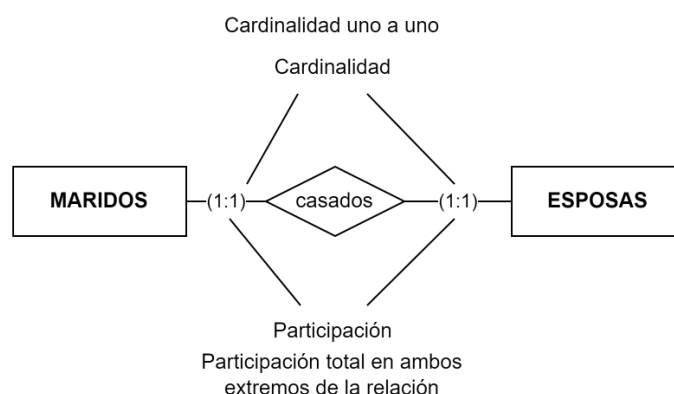 Cardinalidad uno a uno
Cardinalidad
MARIDOS
(1:1)
casados
(1:1)
ESPOSAS
Participación
Participación total en ambos
extremos de la relación